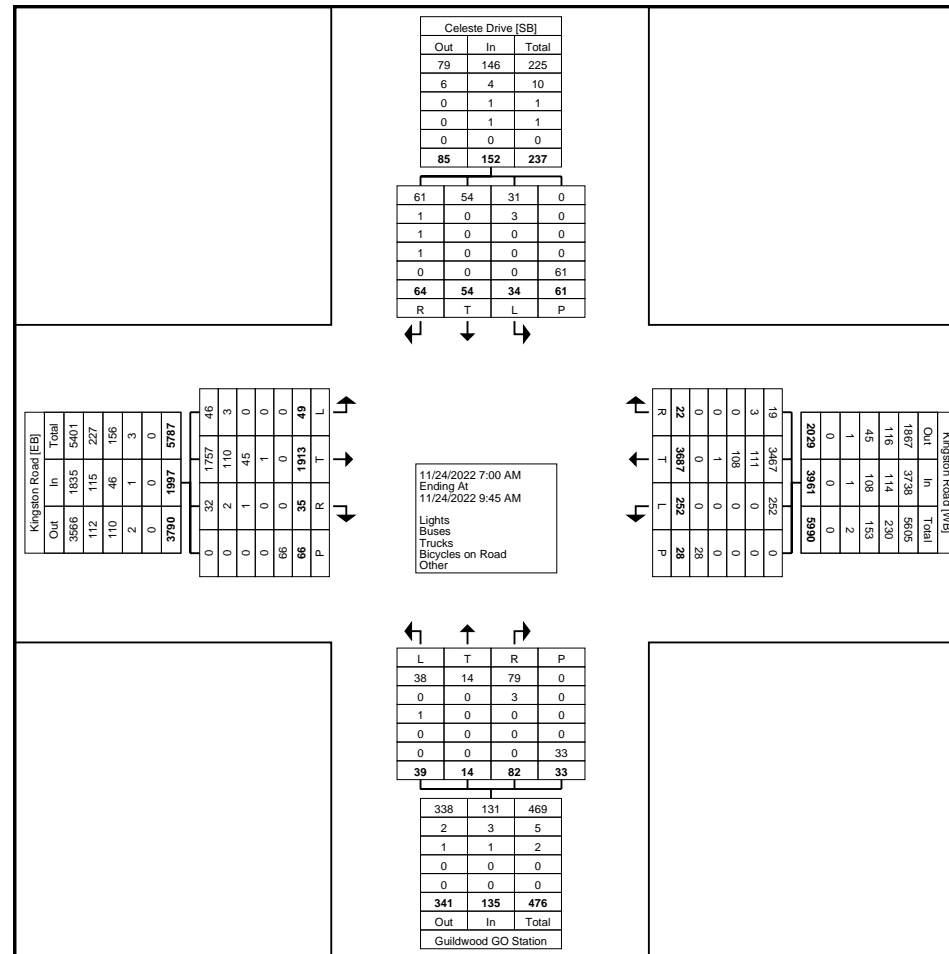 Celeste Drive [SB]
Out In Total
79 146 225
6 4 10
0 1 1
0 1 1
0 0 0
85 152 237
61 54 31 0
1 0 3 0
1 0 0 0
1 0 0 0
0 0 0 61
64 54 34 61
R T L P
L T R P
49 1913 35 66
0 0 0 66
0 1 0 0
0 45 1 0
3 110 2 0
46 1757 32 0
5787 1997 3790
0 0 0
3 1 2
156 46 110
227 115 112
5401 1835 3566
Total In Out
Kingston Road [EB]
11/24/2022 7:00 AM
Ending At
11/24/2022 9:45 AM
Lights
Buses
Trucks
Bicycles on Road
Other
Kingston Road [WB]
Out In Total
1867 3738 5605
116 114 230
45 108 153
1 1 2
0 0 0
2029 3961 5990
19 3467 252 0
3 111 0 0
0 108 0 0
0 1 0 0
0 0 0 28
22 3687 252 28
R T L P
L T R P
38 14 79 0
0 0 3 0
1 0 0 0
0 0 0 0
0 0 0 33
39 14 82 33
338 131 469
2 3 5
1 1 2
0 0 0
0 0 0
341 135 476
Out In Total
Guildwood GO Station